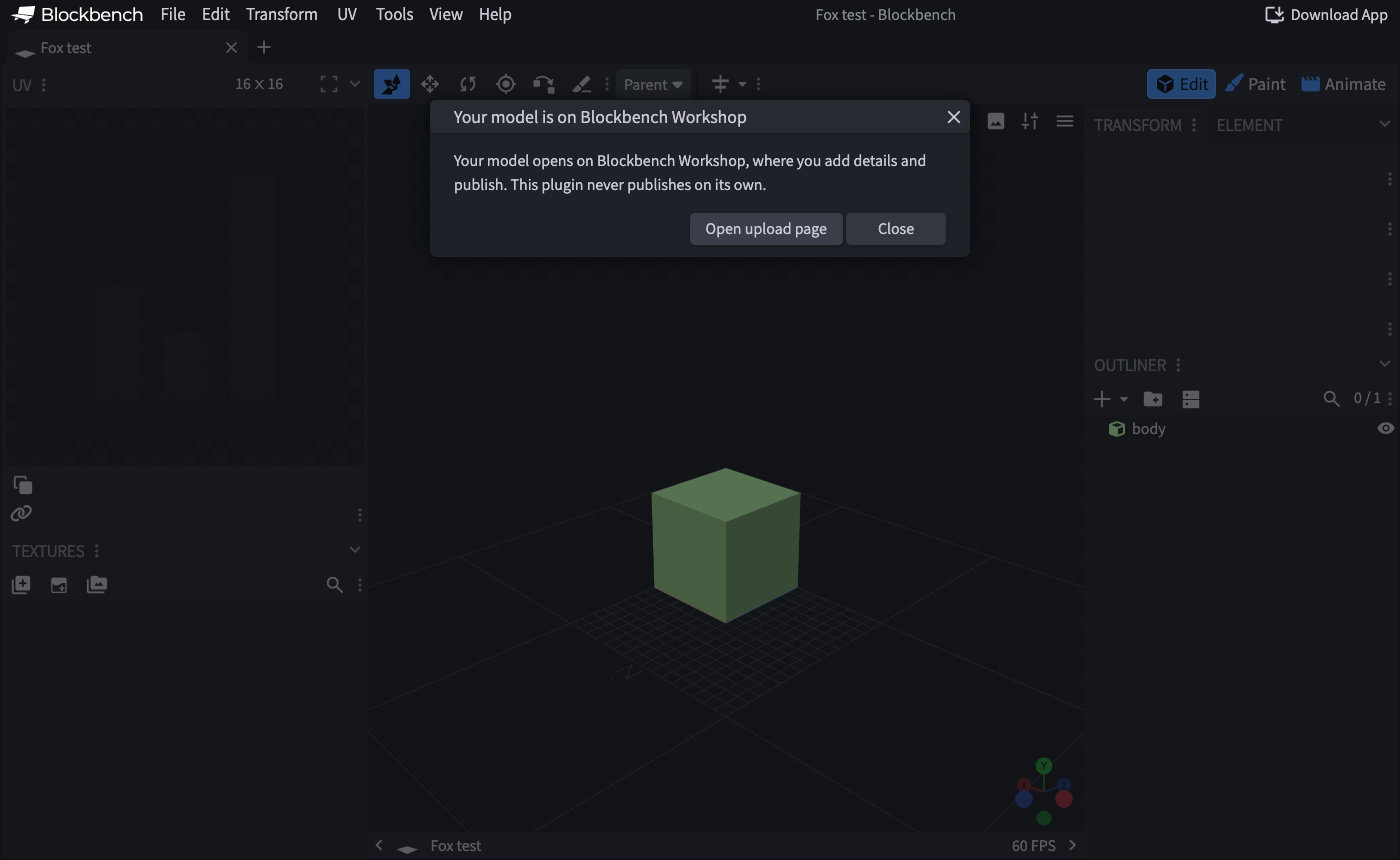 Blockbench File Edit Transform UV Tools View Help Fox test - Blockbench Download App
Fox test
UV 16 × 16 Parent Edit Paint Animate
Your model is on Blockbench Workshop
TRANSFORM ELEMENT
Your model opens on Blockbench Workshop, where you add details and
publish. This plugin never publishes on its own.
Open upload page Close
OUTLINER
0 / 1
body
TEXTURES
Y
X Z
Fox test 60 FPS